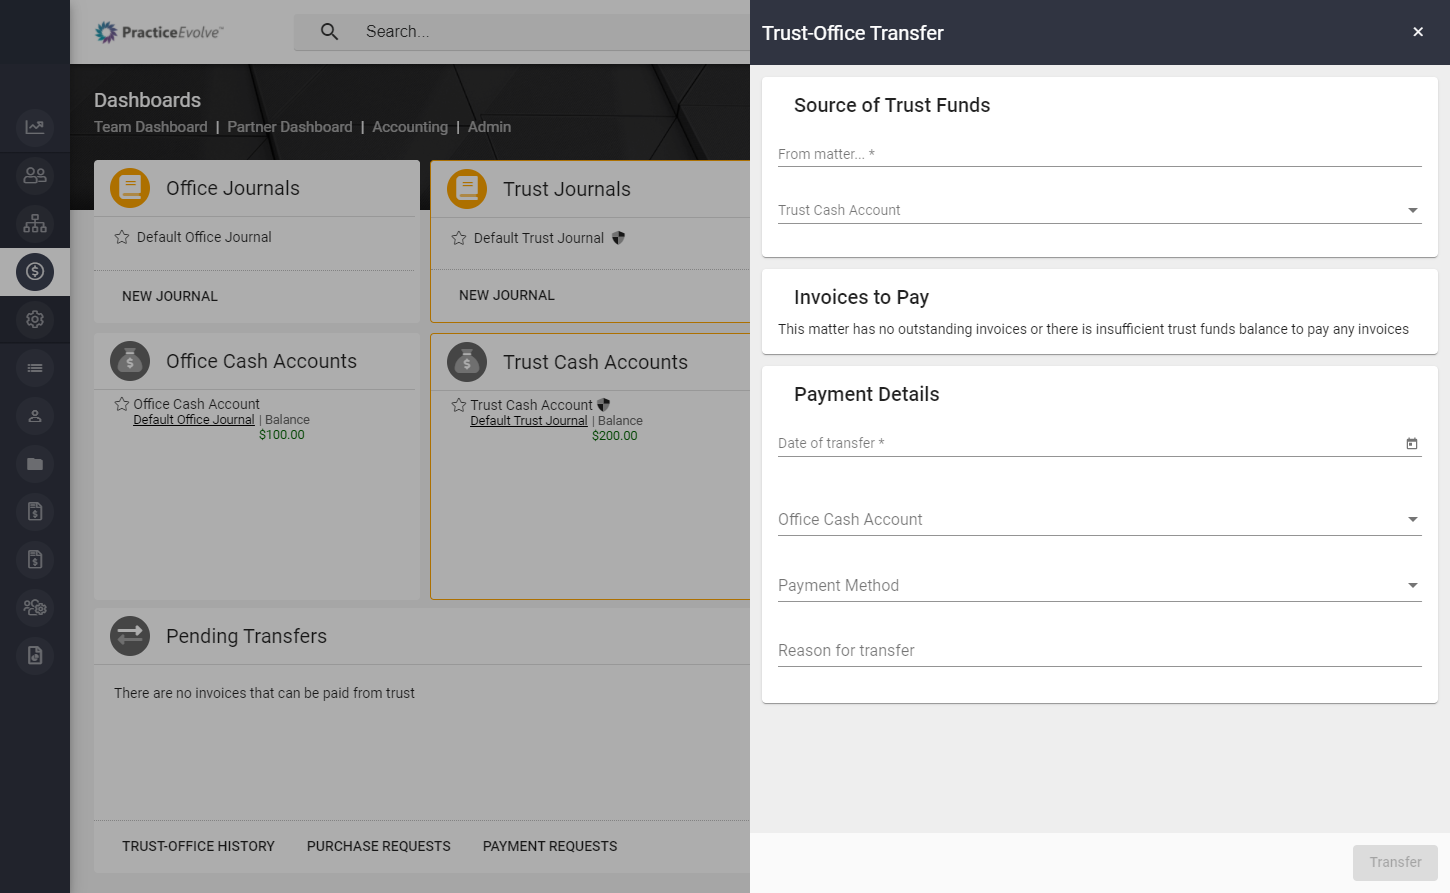 PracticeEvolve™
Search...
Dashboards
Team Dashboard | Partner Dashboard | Accounting | Admin
Office Journals
Default Office Journal
NEW JOURNAL
Trust Journals
Default Trust Journal
NEW JOURNAL
Office Cash Accounts
Office Cash Account
Default Office Journal | Balance
$100.00
Trust Cash Accounts
Trust Cash Account
Default Trust Journal | Balance
$200.00
Pending Transfers
There are no invoices that can be paid from trust
TRUST-OFFICE HISTORY PURCHASE REQUESTS PAYMENT REQUESTS
Trust-Office Transfer
Source of Trust Funds
From matter... *
Trust Cash Account
Invoices to Pay
This matter has no outstanding invoices or there is insufficient trust funds balance to pay any invoices
Payment Details
Date of transfer *
Office Cash Account
Payment Method
Reason for transfer
Transfer